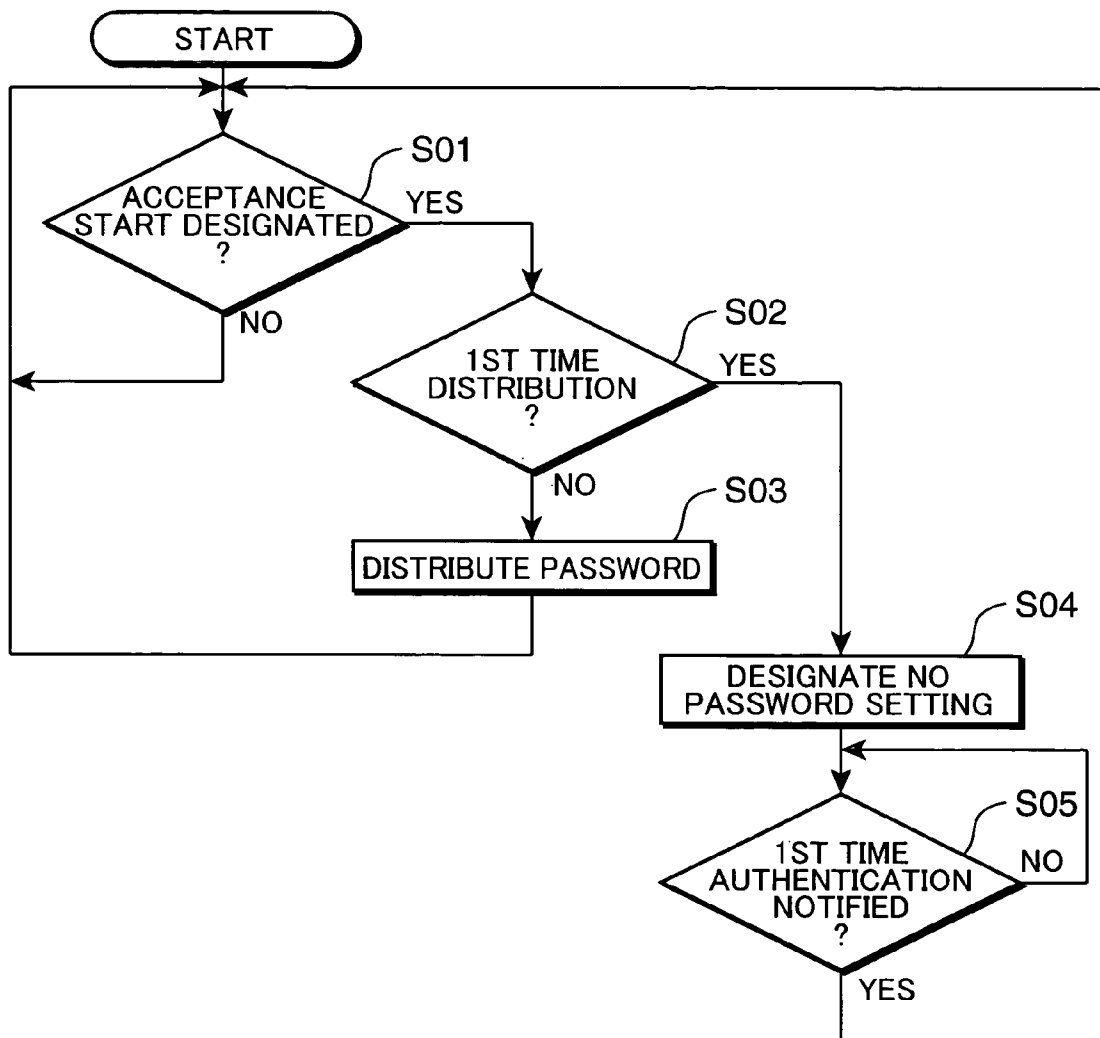 START
S01
ACCEPTANCE
START DESIGNATED
?
YES
NO
S02
1ST TIME
DISTRIBUTION
?
YES
NO
S03
DISTRIBUTE PASSWORD
S04
DESIGNATE NO
PASSWORD SETTING
S05
1ST TIME
AUTHENTICATION
NOTIFIED
?
NO
YES